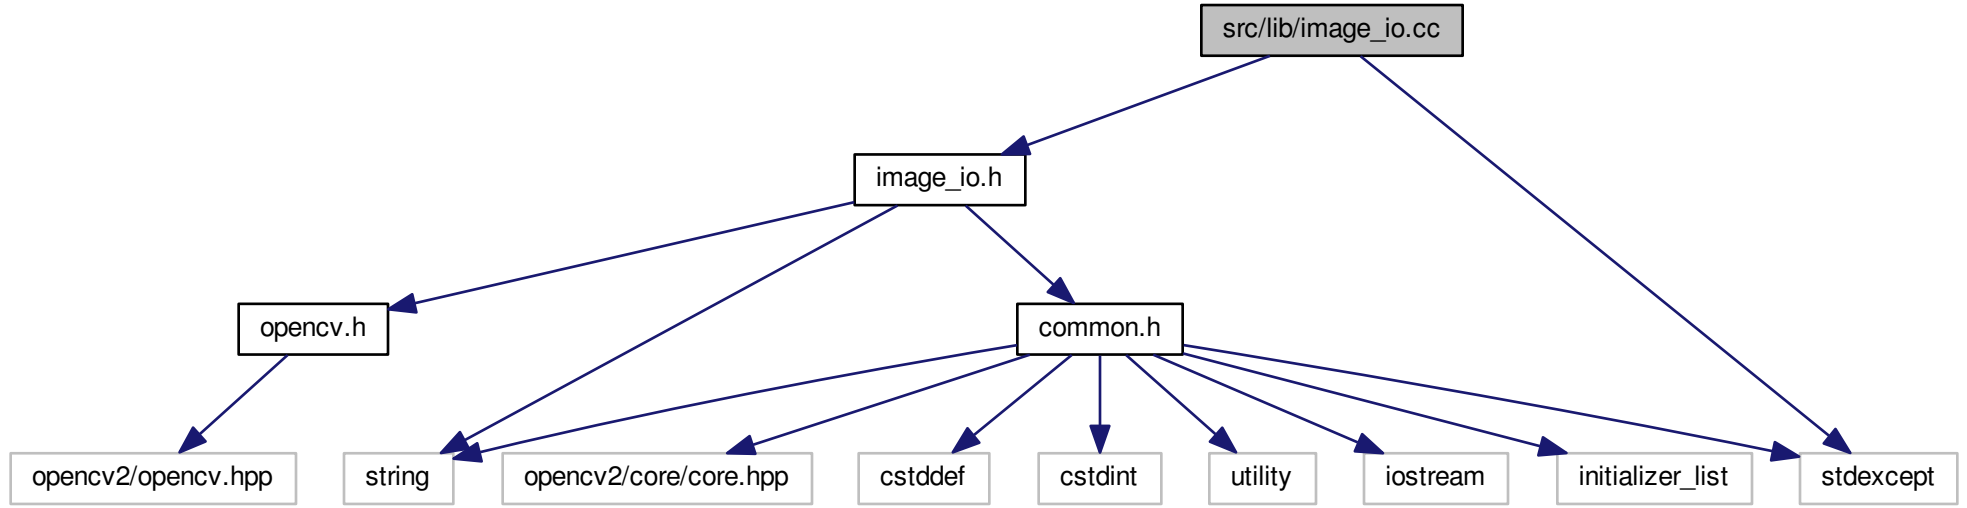 src/lib/image_io.cc
image_io.h
opencv.h
common.h
opencv2/opencv.hpp
string
opencv2/core/core.hpp
cstddef
cstdint
utility
iostream
initializer_list
stdexcept